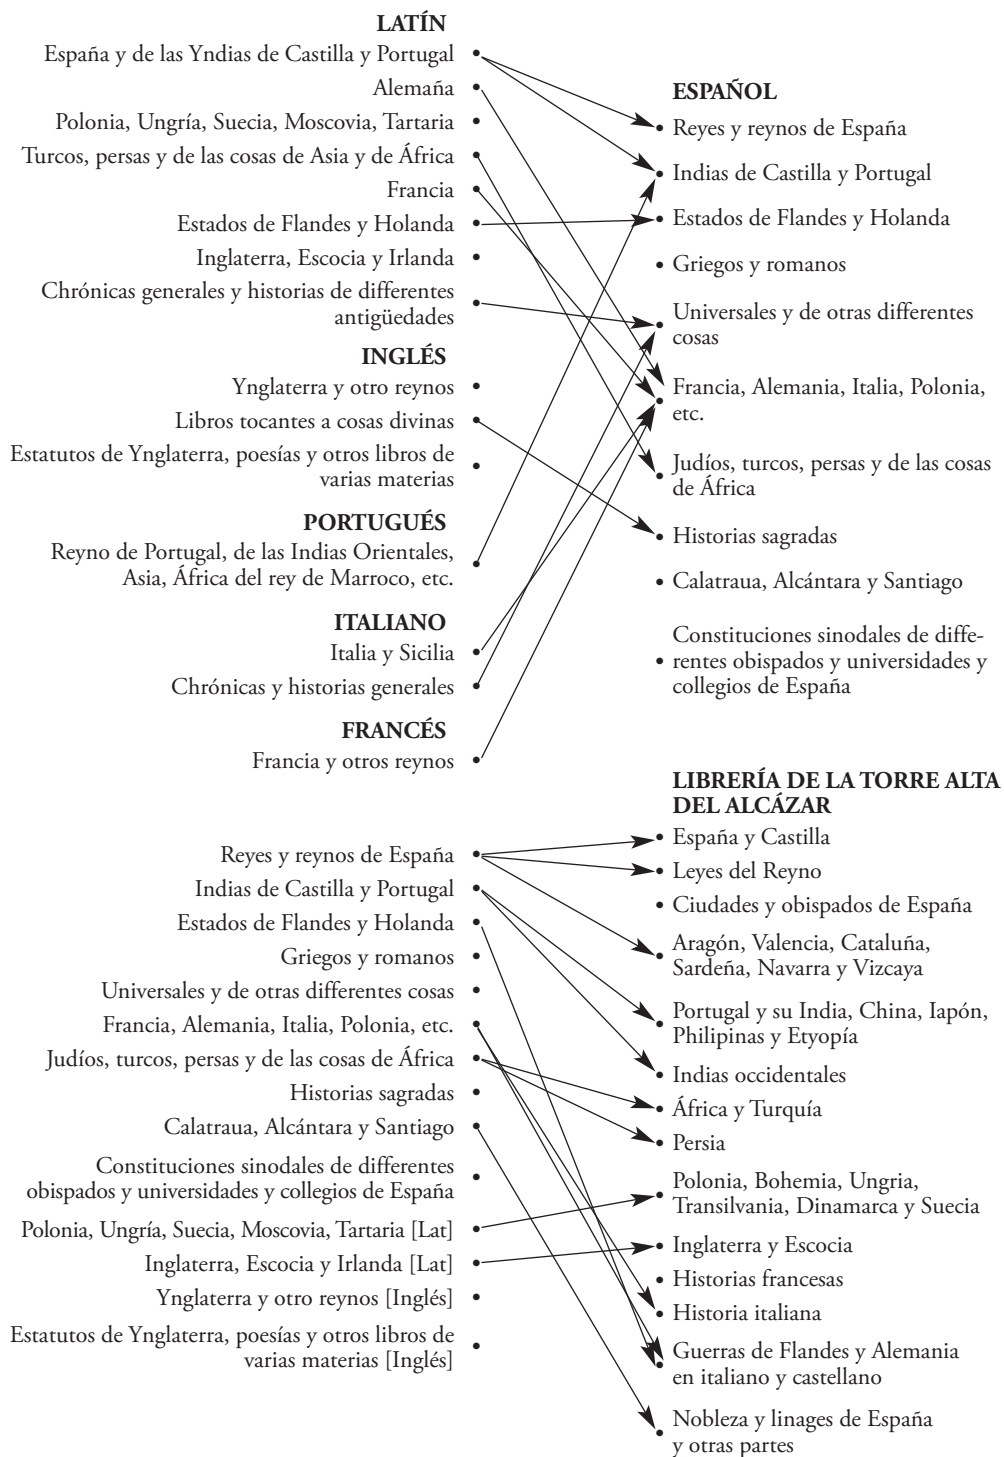 LATÍN
España y de las Yndias de Castilla y Portugal
Alemaña
Polonia, Ungría, Suecia, Moscovia, Tartaria
Turcos, persas y de las cosas de Asia y de África
Francia
Estados de Flandes y Holanda
Inglaterra, Escocia y Irlanda
Chrónicas generales y historias de differentes
antigüedades
INGLÉS
Ynglaterra y otro reynos
Libros tocantes a cosas divinas
Estatutos de Ynglaterra, poesías y otros libros de
varias materias
PORTUGUÉS
Reyno de Portugal, de las Indias Orientales,
Asia, África del rey de Marroco, etc.
ITALIANO
Italia y Sicilia
Chrónicas y historias generales
FRANCÉS
Francia y otros reynos
ESPAÑOL
Reyes y reynos de España
Indias de Castilla y Portugal
Estados de Flandes y Holanda
Griegos y romanos
Universales y de otras differentes
cosas
Francia, Alemania, Italia, Polonia,
etc.
Judíos, turcos, persas y de las cosas
de África
Historias sagradas
Calatraua, Alcántara y Santiago
Constituciones sinodales de diffe-
rentes obispados y universidades y
collegios de España
Reyes y reynos de España
Indias de Castilla y Portugal
Estados de Flandes y Holanda
Griegos y romanos
Universales y de otras differentes cosas
Francia, Alemania, Italia, Polonia, etc.
Judíos, turcos, persas y de las cosas de África
Historias sagradas
Calatraua, Alcántara y Santiago
Constituciones sinodales de differentes
obispados y universidades y collegios de España
Polonia, Ungría, Suecia, Moscovia, Tartaria [Lat]
Inglaterra, Escocia y Irlanda [Lat]
Ynglaterra y otro reynos [Inglés]
Estatutos de Ynglaterra, poesías y otros libros de
varias materias [Inglés]
LIBRERÍA DE LA TORRE ALTA
DEL ALCÁZAR
España y Castilla
Leyes del Reyno
Ciudades y obispados de España
Aragón, Valencia, Cataluña,
Sardeña, Navarra y Vizcaya
Portugal y su India, China, Iapón,
Philipinas y Etyopía
Indias occidentales
África y Turquía
Persia
Polonia, Bohemia, Ungria,
Transilvania, Dinamarca y Suecia
Inglaterra y Escocia
Historias francesas
Historia italiana
Guerras de Flandes y Alemania
en italiano y castellano
Nobleza y linages de España
y otras partes